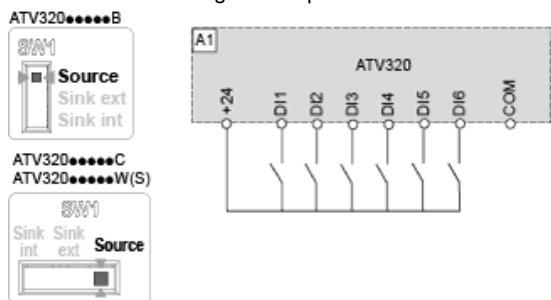 ATV320●●●●●B
SW1
Source
Sink ext
Sink int
A1
ATV320
+24
DI1
DI2
DI3
DI4
DI5
DI6
COM
ATV320●●●●●C
ATV320●●●●●W(S)
SW1
Sink int
Sink ext
Source